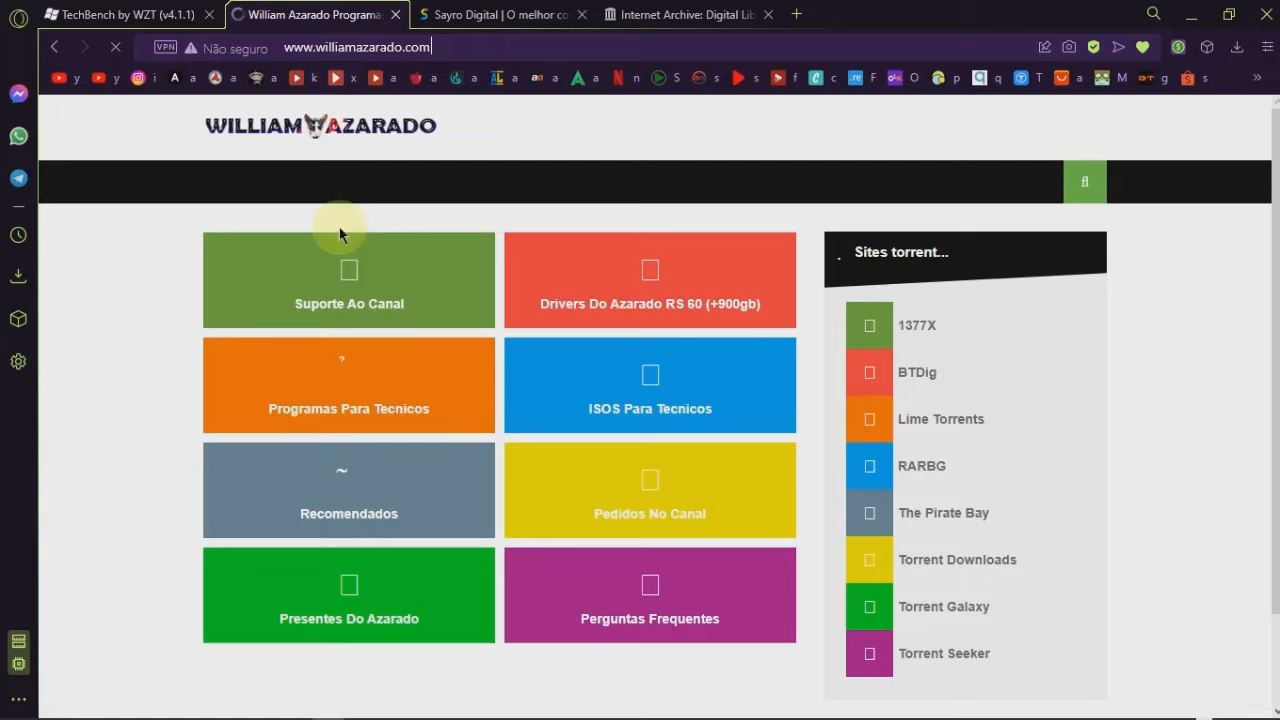 TechBench by WZT (v4.1.1)
William Azarado Programa
Sayro Digital | O melhor co
Internet Archive: Digital Lib
VPN
Não seguro
www.williamazarado.com
y y i a a a k x a a a a a a n S s s f c F O p q T a M g s
WILLIAM AZARADO
Suporte Ao Canal
Drivers Do Azarado RS 60 (+900gb)
Programas Para Tecnicos
ISOS Para Tecnicos
Recomendados
Pedidos No Canal
Presentes Do Azarado
Perguntas Frequentes
Sites torrent...
1377X
BTDig
Lime Torrents
RARBG
The Pirate Bay
Torrent Downloads
Torrent Galaxy
Torrent Seeker